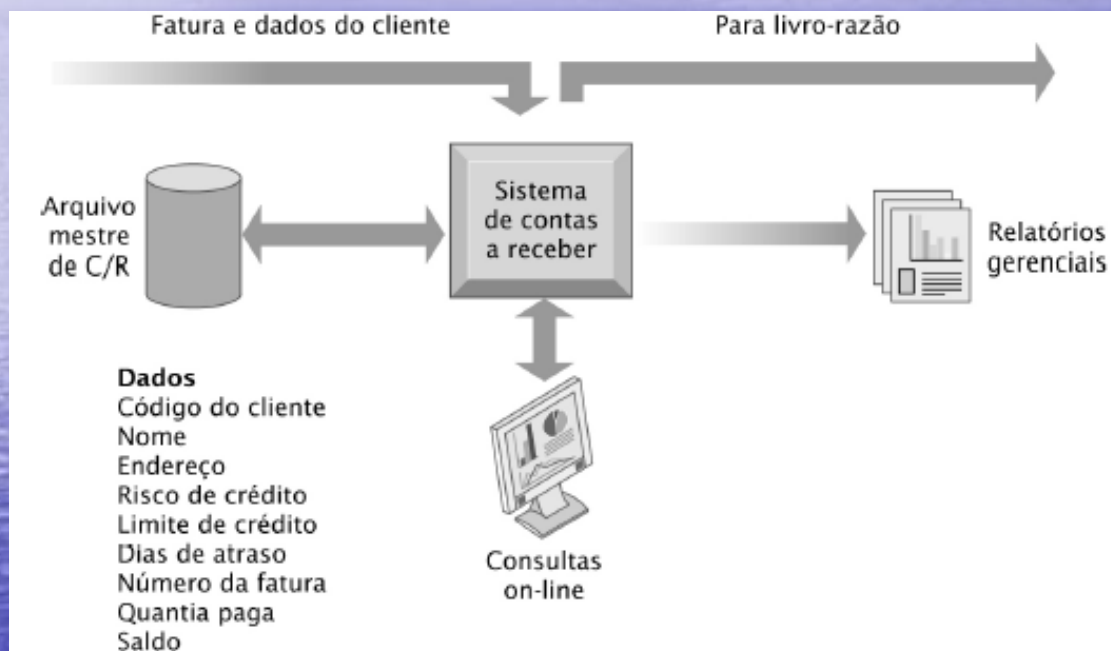 Fatura e dados do cliente
Para livro-razão
Arquivo
mestre
de C/R
Sistema
de contas
a receber
Relatórios
gerenciais
Dados
Código do cliente
Nome
Endereço
Risco de crédito
Limite de crédito
Dias de atraso
Número da fatura
Quantia paga
Saldo
Consultas
on-line